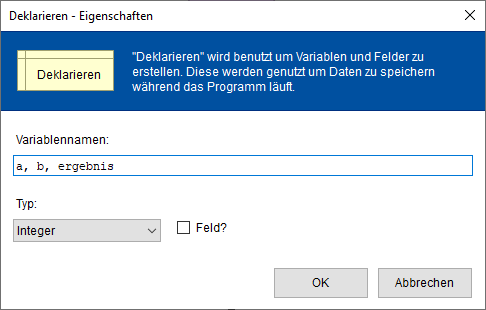 Deklarieren - Eigenschaften
Deklarieren
"Deklarieren" wird benutzt um Variablen und Felder zu
erstellen. Diese werden genutzt um Daten zu speichern
während das Programm läuft.
Variablennamen:
a, b, ergebnis
Typ:
Integer
Feld?
OK
Abbrechen